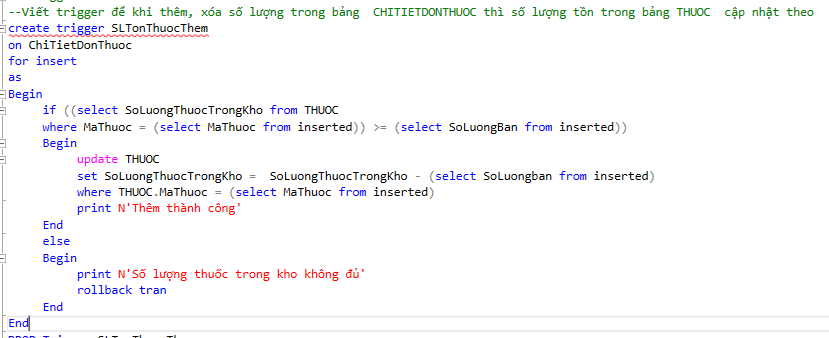 --Viết trigger để khi thêm, xóa số lượng trong bảng  CHITIETDONTHUOC thì số lượng tồn trong bảng THUOC  cập nhật theo
create trigger SLTonThuocThem
on ChiTietDonThuoc
for insert
as
Begin
if ((select SoLuongThuocTrongKho from THUOC
where MaThuoc = (select MaThuoc from inserted)) >= (select SoLuongBan from inserted))
Begin
update THUOC
set SoLuongThuocTrongKho =  SoLuongThuocTrongKho - (select SoLuongban from inserted)
where THUOC.MaThuoc = (select MaThuoc from inserted)
print N'Thêm thành công'
End
else
Begin
print N'Số lượng thuốc trong kho không đủ'
rollback tran
End
End